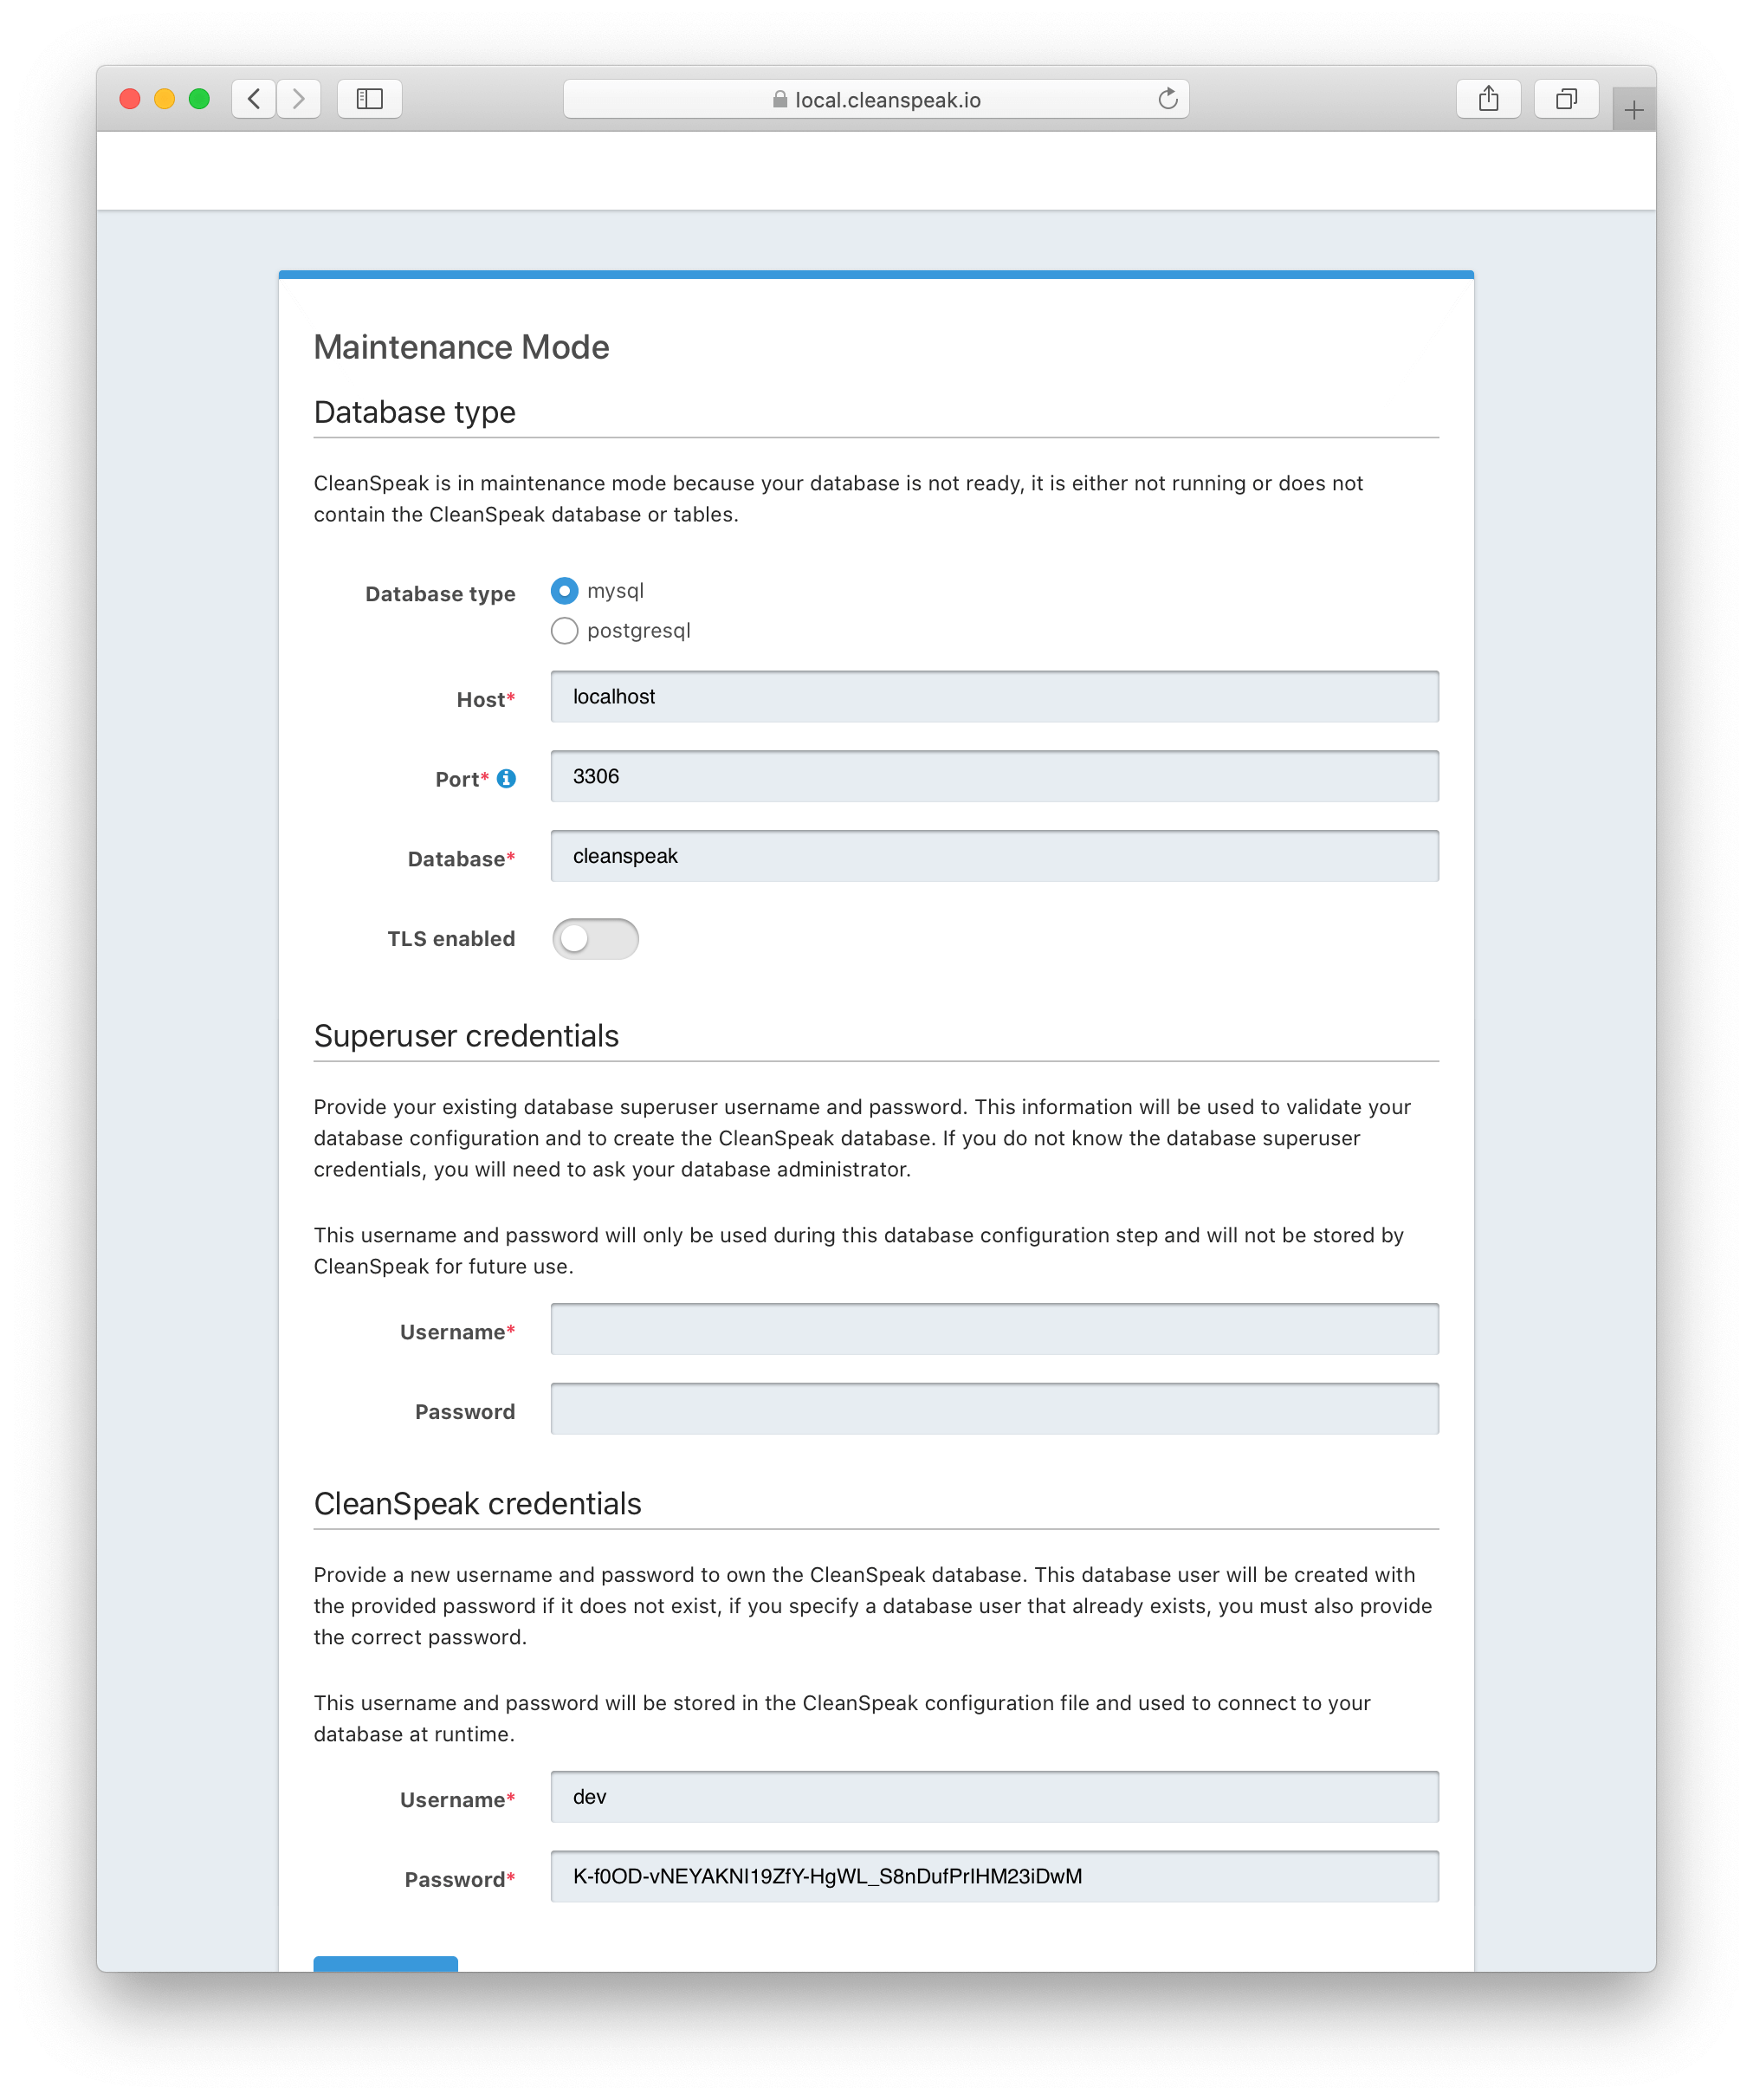 local.cleanspeak.io
Maintenance Mode
Database type
CleanSpeak is in maintenance mode because your database is not ready, it is either not running or does not
contain the CleanSpeak database or tables.
Database type
mysql
postgresql
Host*
localhost
Port*
3306
Database*
cleanspeak
TLS enabled
Superuser credentials
Provide your existing database superuser username and password. This information will be used to validate your
database configuration and to create the CleanSpeak database. If you do not know the database superuser
credentials, you will need to ask your database administrator.
This username and password will only be used during this database configuration step and will not be stored by
CleanSpeak for future use.
Username*
Password
CleanSpeak credentials
Provide a new username and password to own the CleanSpeak database. This database user will be created with
the provided password if it does not exist, if you specify a database user that already exists, you must also provide
the correct password.
This username and password will be stored in the CleanSpeak configuration file and used to connect to your
database at runtime.
Username*
dev
Password*
K-f0OD-vNEYAKNI19ZfY-HgWL_S8nDufPrIHM23iDwM